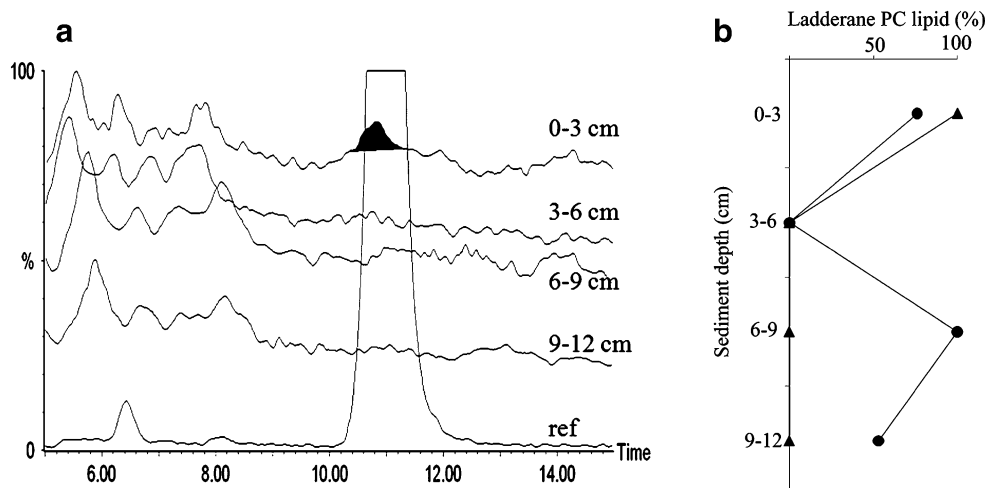 a
100
%
0
0-3 cm
3-6 cm
6-9 cm
9-12 cm
ref
Time
6.00 8.00 10.00 12.00 14.00
b
Ladderane PC lipid (%)
50 100
Sediment depth (cm)
0-3
3-6
6-9
9-12